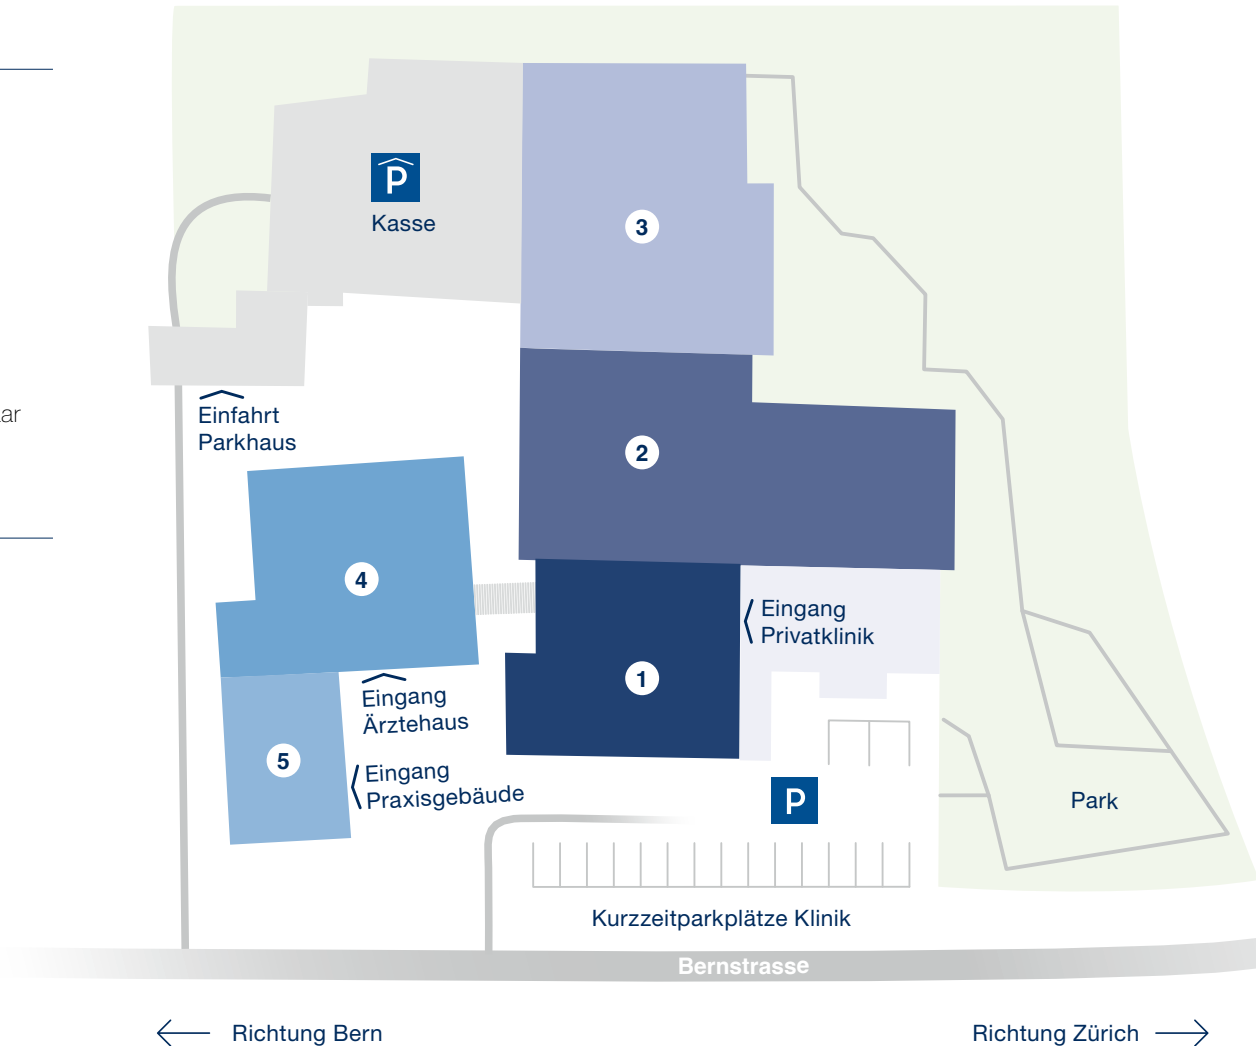 P
Kasse
3
ar
Einfahrt
Parkhaus
2
4
Eingang
Privatklinik
1
Eingang
Ärztehaus
5
Eingang
Praxisgebäude
P
Park
Kurzzeitparkplätze Klinik
Bernstrasse
Richtung Bern
Richtung Zürich